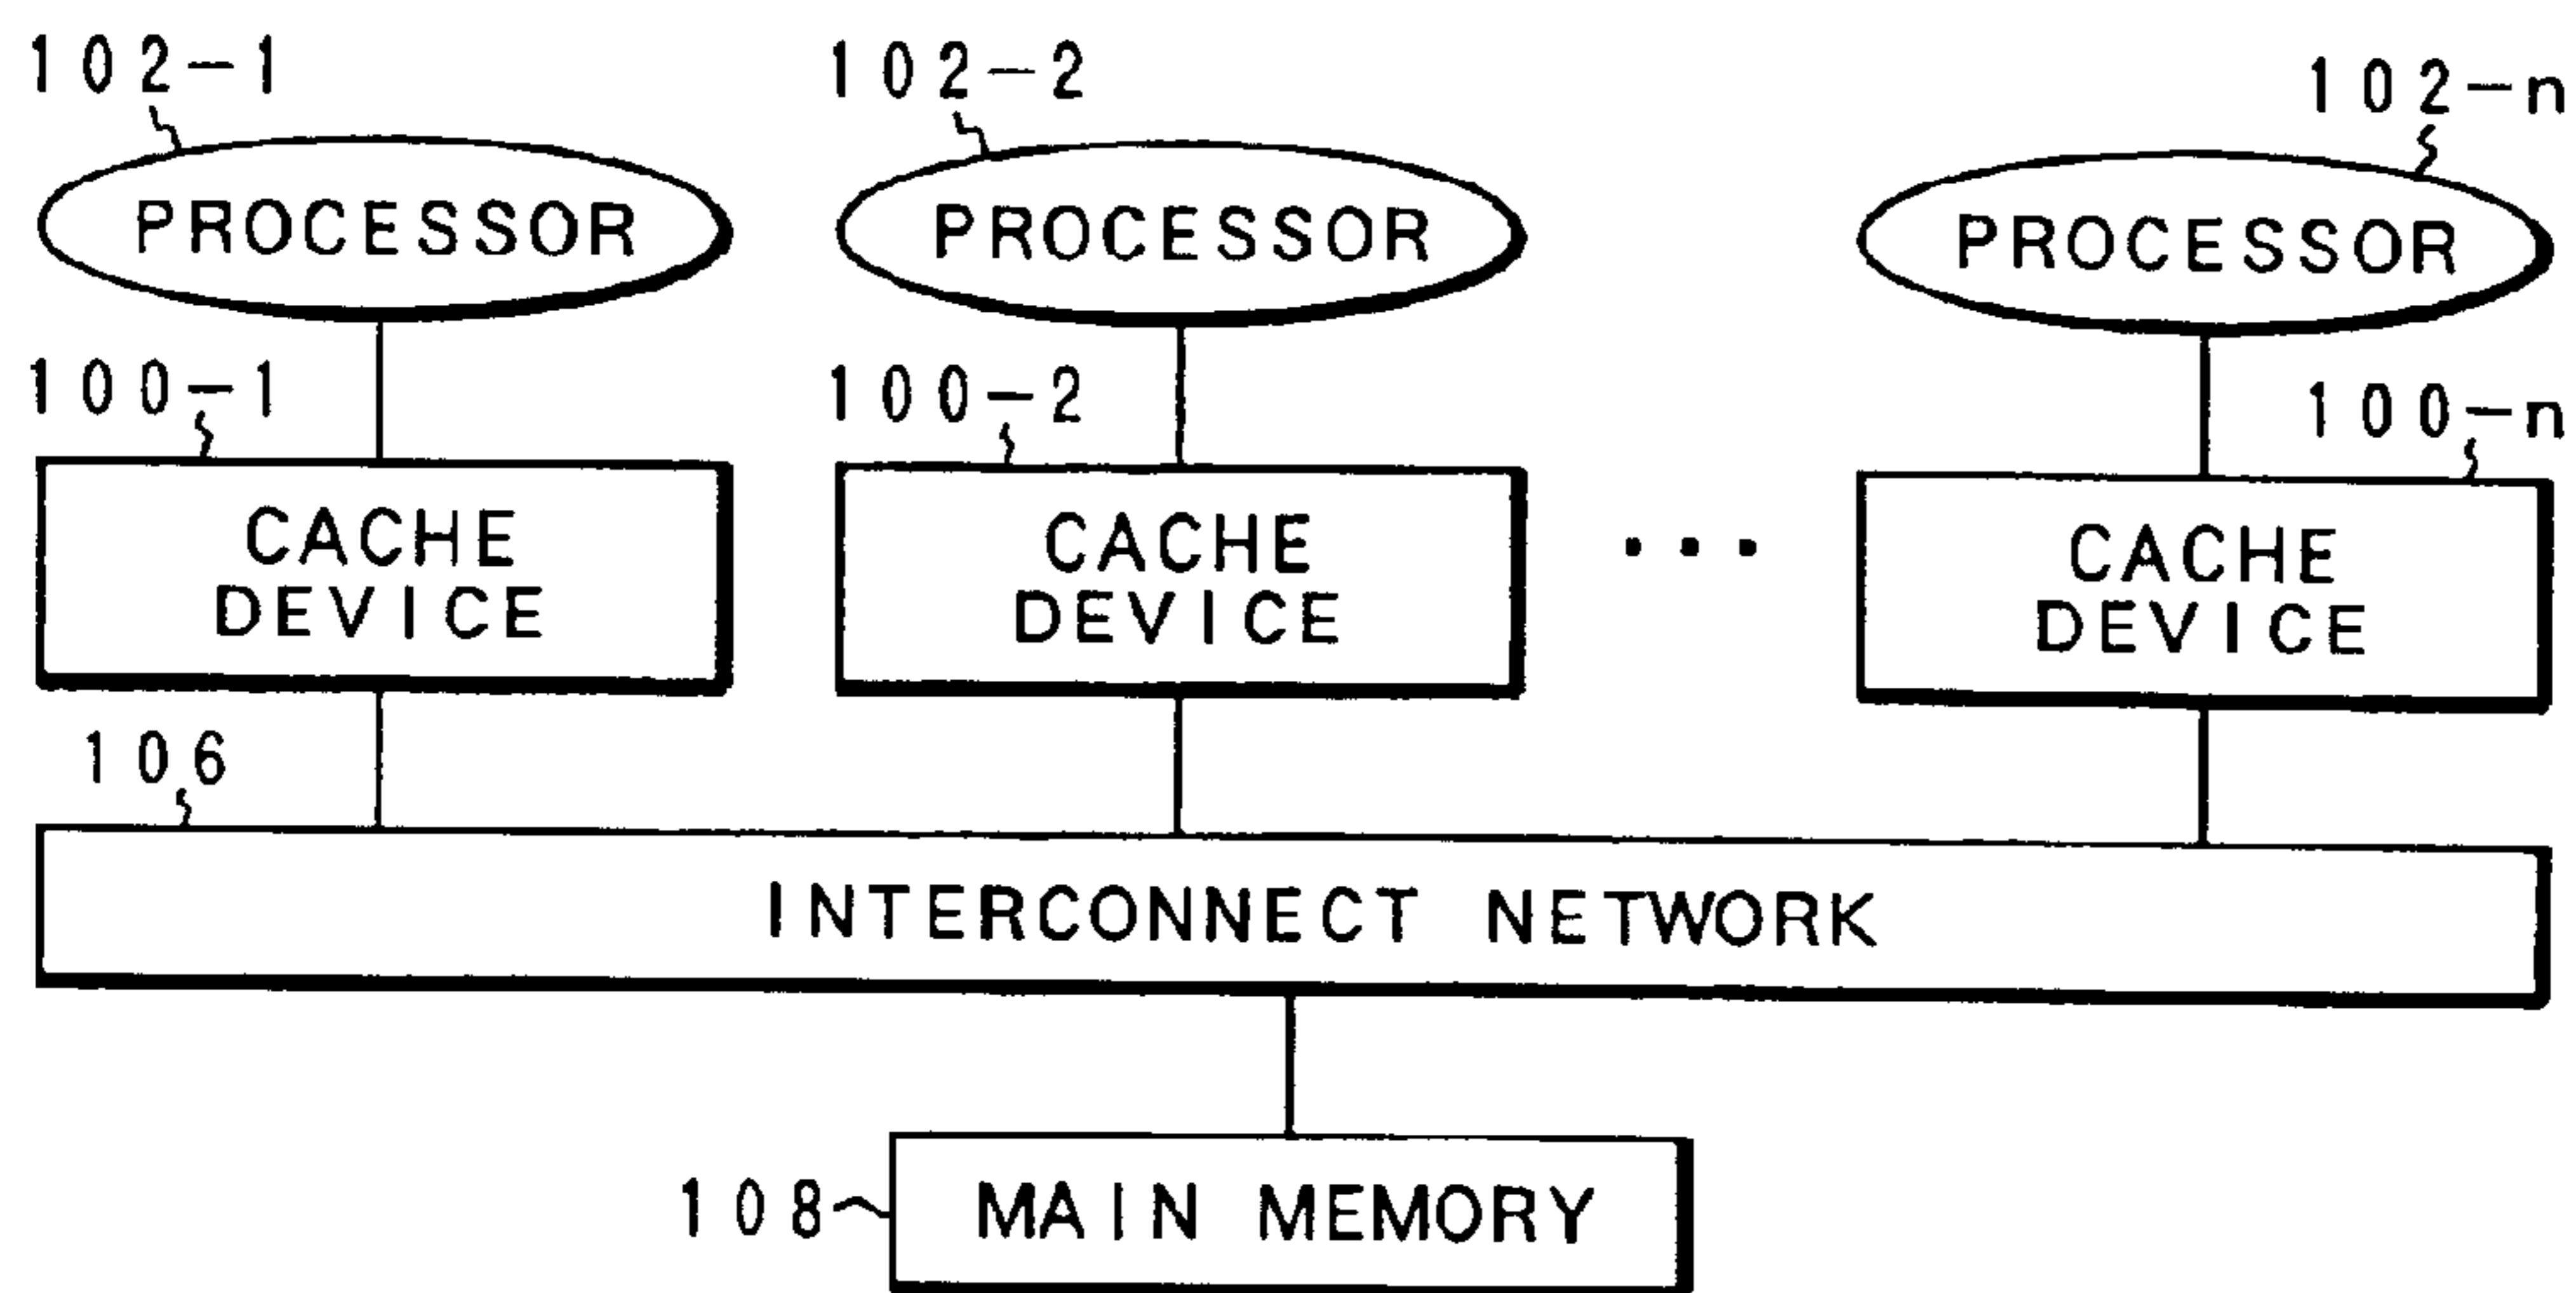 102-1
102-2
102-n
PROCESSOR
PROCESSOR
PROCESSOR
100-1
100-2
100-n
CACHE
DEVICE
CACHE
DEVICE
...
CACHE
DEVICE
106
INTERCONNECT NETWORK
108
MAIN MEMORY